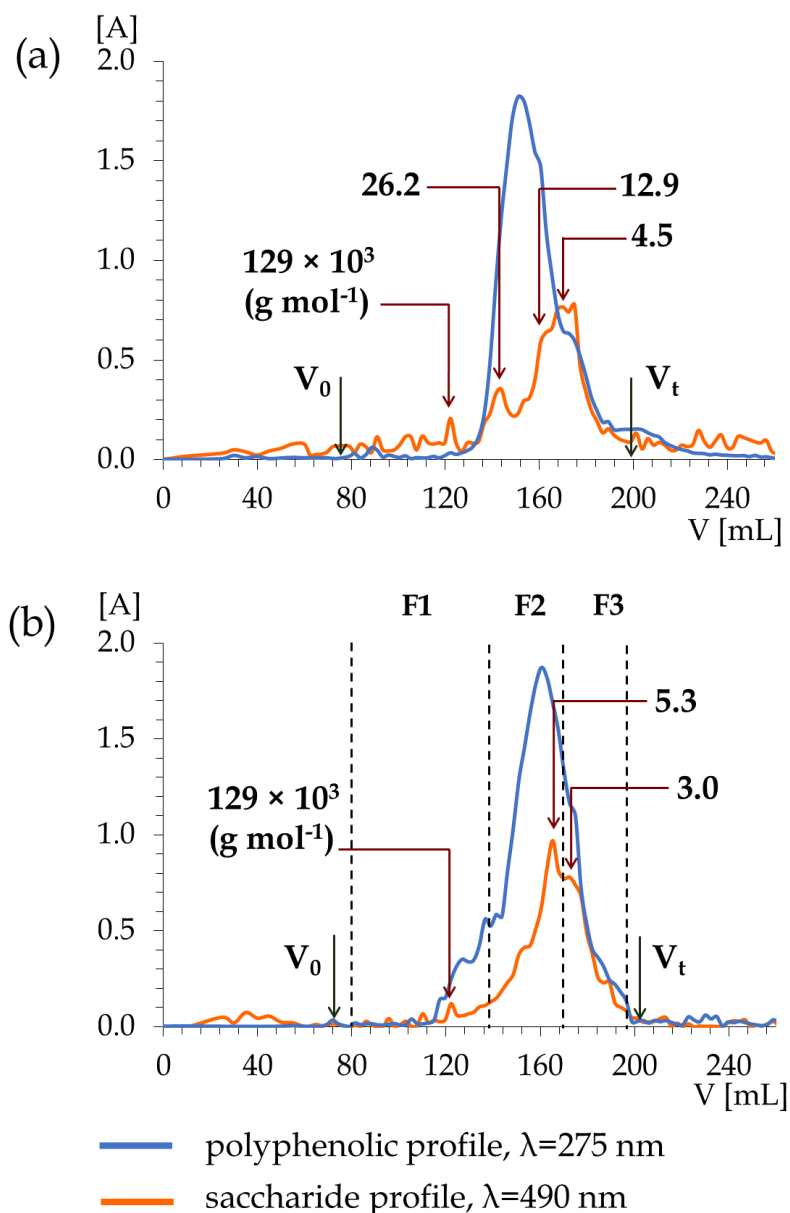 (a)
[A]
2.0
1.5
1.0
0.5
0.0
26.2
12.9
4.5
129 × 10³
(g mol⁻¹)
V₀
Vₜ
0 40 80 120 160 200 240
V [mL]
(b)
[A]
F1 F2 F3
2.0
1.5
1.0
0.5
0.0
5.3
3.0
129 × 10³
(g mol⁻¹)
V₀
Vₜ
0 40 80 120 160 200 240
V [mL]
polyphenolic profile, λ=275 nm
saccharide profile, λ=490 nm